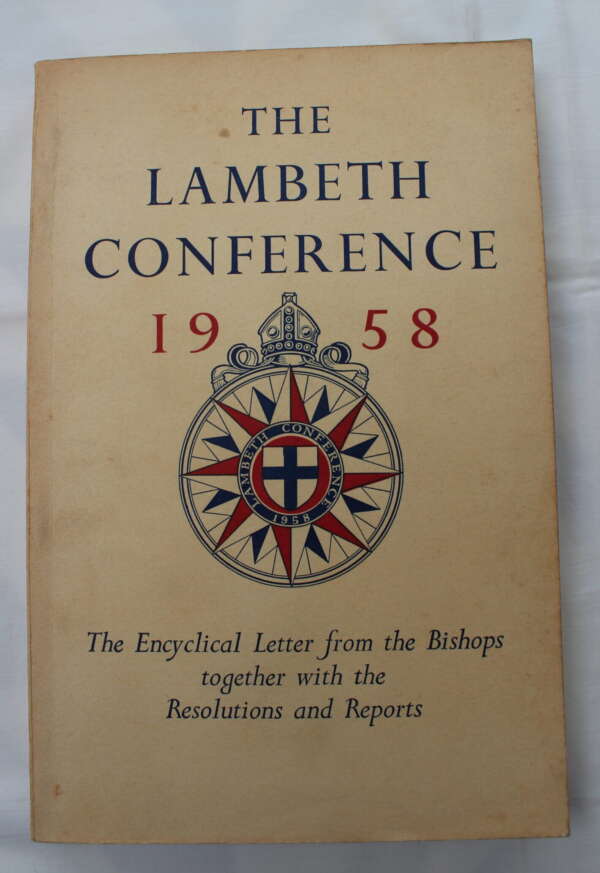 THE
LAMBETH
CONFERENCE
19 58
LAMBETH CONFERENCE
1958
The Encyclical Letter from the Bishops
together with the
Resolutions and Reports